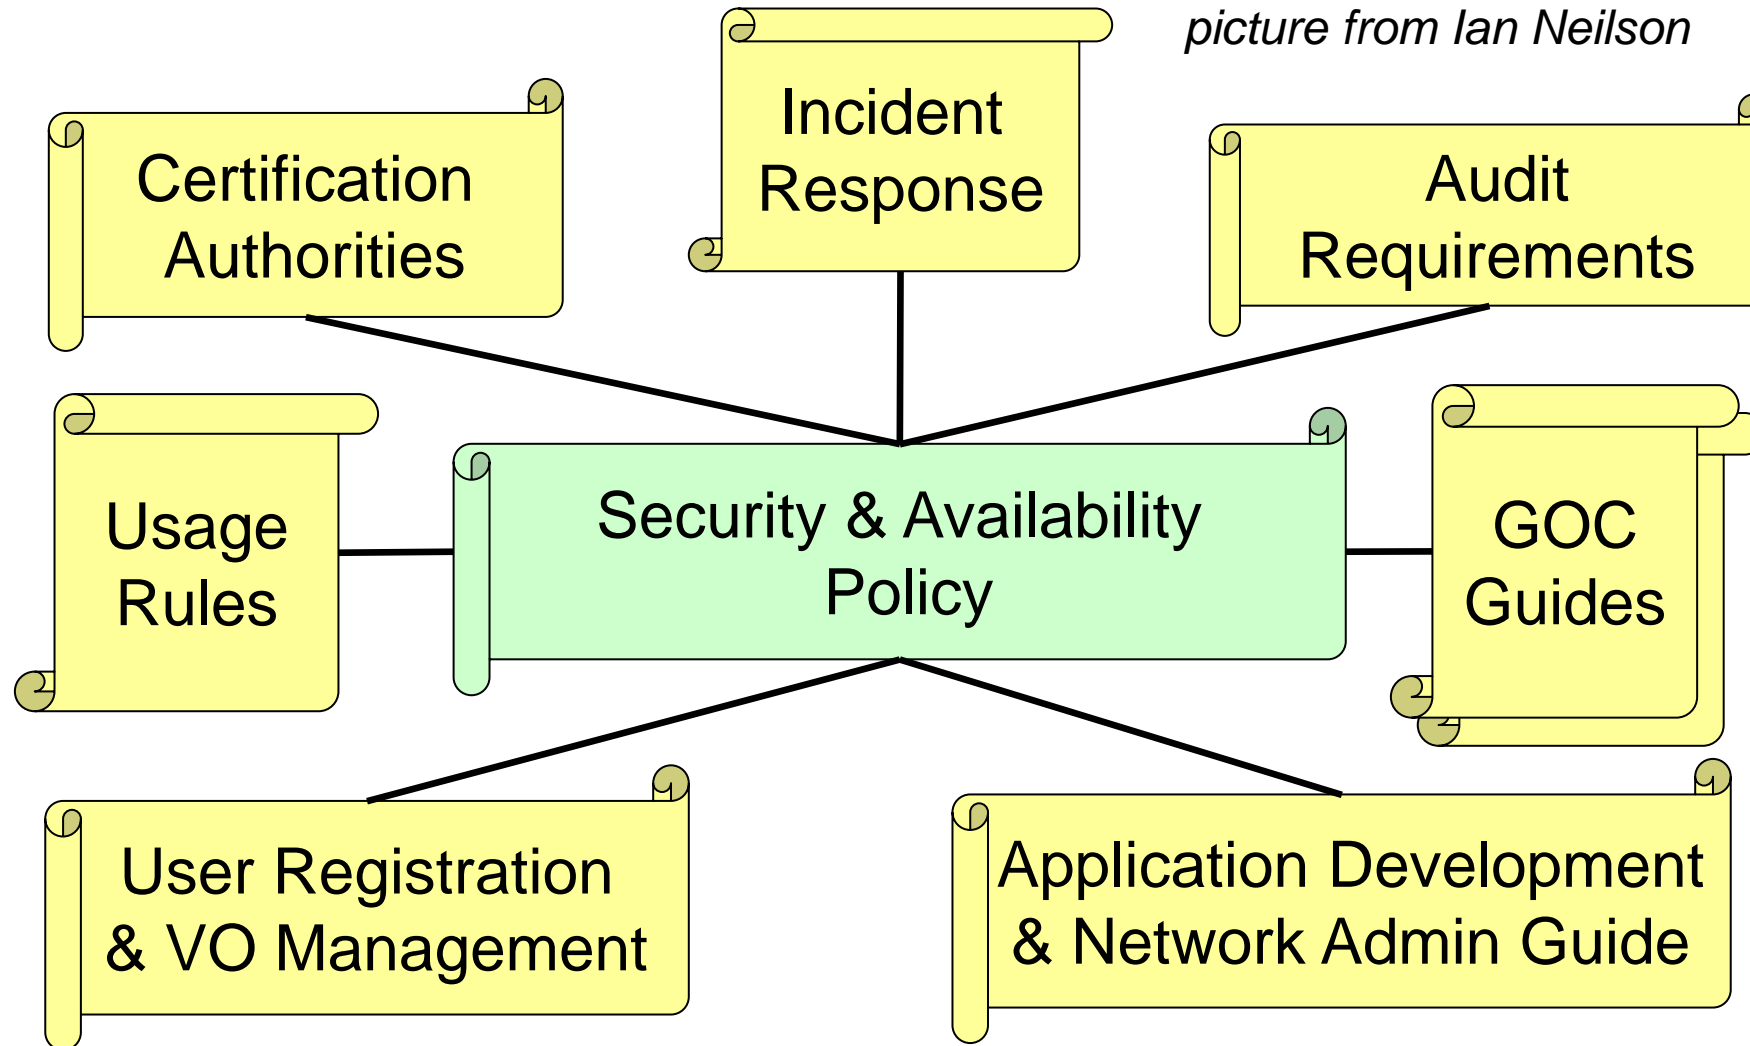 picture from Ian Neilson
Incident
Response
Certification
Authorities
Audit
Requirements
Usage
Rules
Security & Availability
Policy
GOC
Guides
User Registration
& VO Management
Application Development
& Network Admin Guide